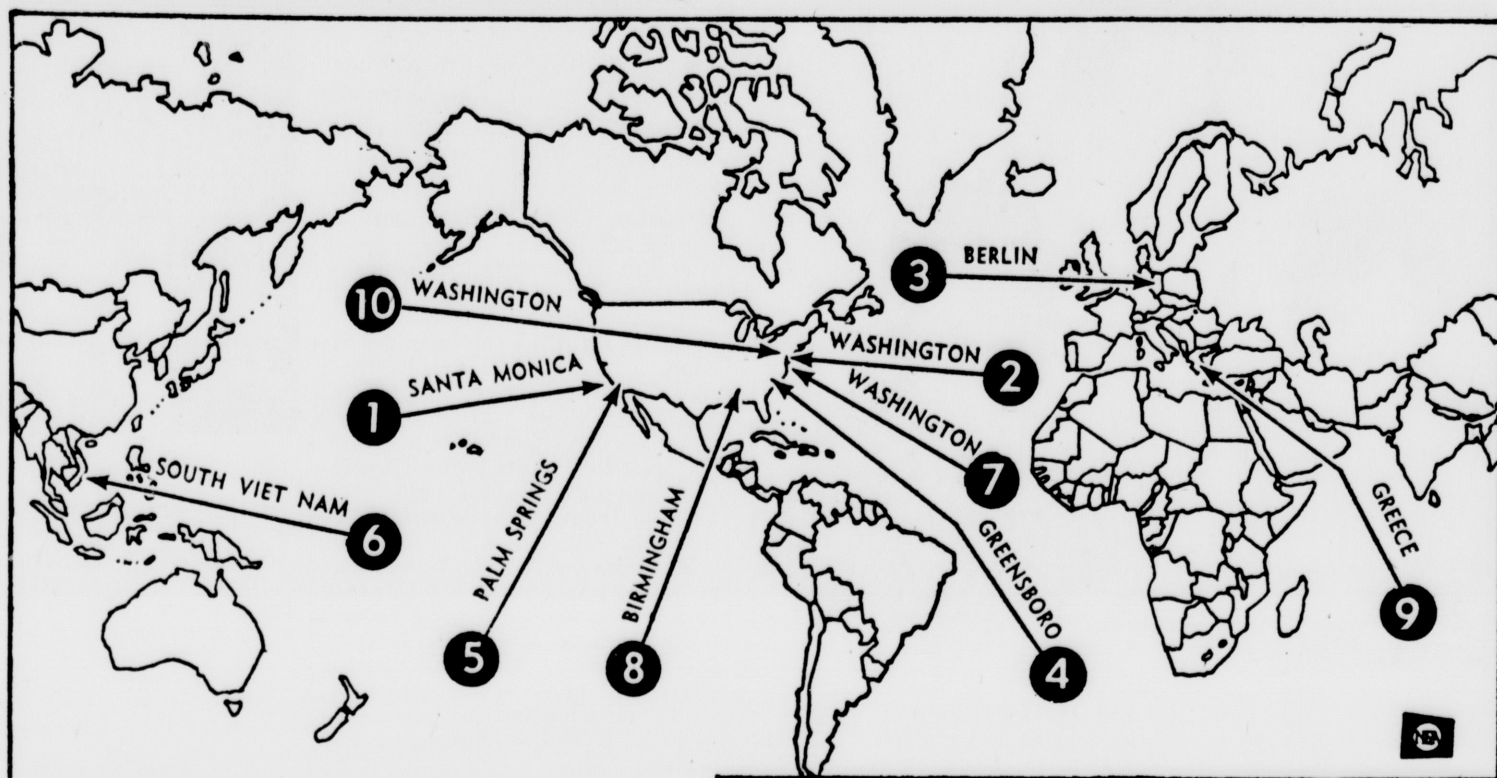 3 BERLIN
10 WASHINGTON
WASHINGTON 2
1 SANTA MONICA
WASHINGTON 7
6 SOUTH VIET NAM
5 PALM SPRINGS
8 BIRMINGHAM
4 GREENSBORO
9 GREECE
NEA